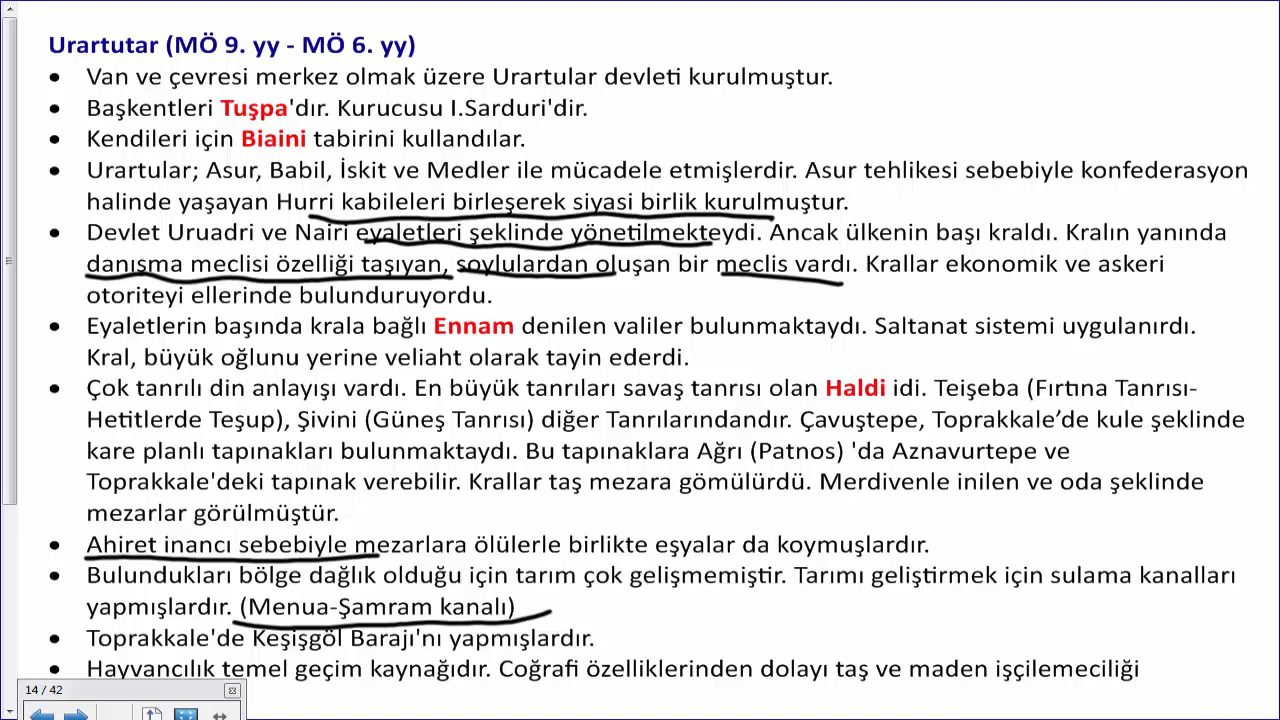 Urartutar (MÖ 9. yy - MÖ 6. yy)
• Van ve çevresi merkez olmak üzere Urartular devleti kurulmuştur.
• Başkentleri Tuşpa'dır. Kurucusu I.Sarduri'dir.
• Kendileri için Biaini tabirini kullandılar.
• Urartular; Asur, Babil, İskit ve Medler ile mücadele etmişlerdir. Asur tehlikesi sebebiyle konfederasyon
halinde yaşayan Hurri kabileleri birleşerek siyasi birlik kurulmuştur.
• Devlet Uruadri ve Nairi eyaletleri şeklinde yönetilmekteydi. Ancak ülkenin başı kraldı. Kralın yanında
danışma meclisi özelliği taşıyan, soylulardan oluşan bir meclis vardı. Krallar ekonomik ve askeri
otoriteyi ellerinde bulunduruyordu.
• Eyaletlerin başında krala bağlı Ennam denilen valiler bulunmaktaydı. Saltanat sistemi uygulanırdı.
Kral, büyük oğlunu yerine veliaht olarak tayin ederdi.
• Çok tanrılı din anlayışı vardı. En büyük tanrıları savaş tanrısı olan Haldi idi. Teişeba (Fırtına Tanrısı-
Hetitlerde Teşup), Şivini (Güneş Tanrısı) diğer Tanrılarındandır. Çavuştepe, Toprakkale’de kule şeklinde
kare planlı tapınakları bulunmaktaydı. Bu tapınaklara Ağrı (Patnos) 'da Aznavurtepe ve
Toprakkale'deki tapınak verebilir. Krallar taş mezara gömülürdü. Merdivenle inilen ve oda şeklinde
mezarlar görülmüştür.
• Ahiret inancı sebebiyle mezarlara ölülerle birlikte eşyalar da koymuşlardır.
• Bulundukları bölge dağlık olduğu için tarım çok gelişmemiştir. Tarımı geliştirmek için sulama kanalları
yapmışlardır. (Menua-Şamram kanalı)
• Toprakkale'de Keşişgöl Barajı'nı yapmışlardır.
• Hayvancılık temel geçim kaynağıdır. Coğrafi özelliklerinden dolayı taş ve maden işçilemeciliği
14 / 42